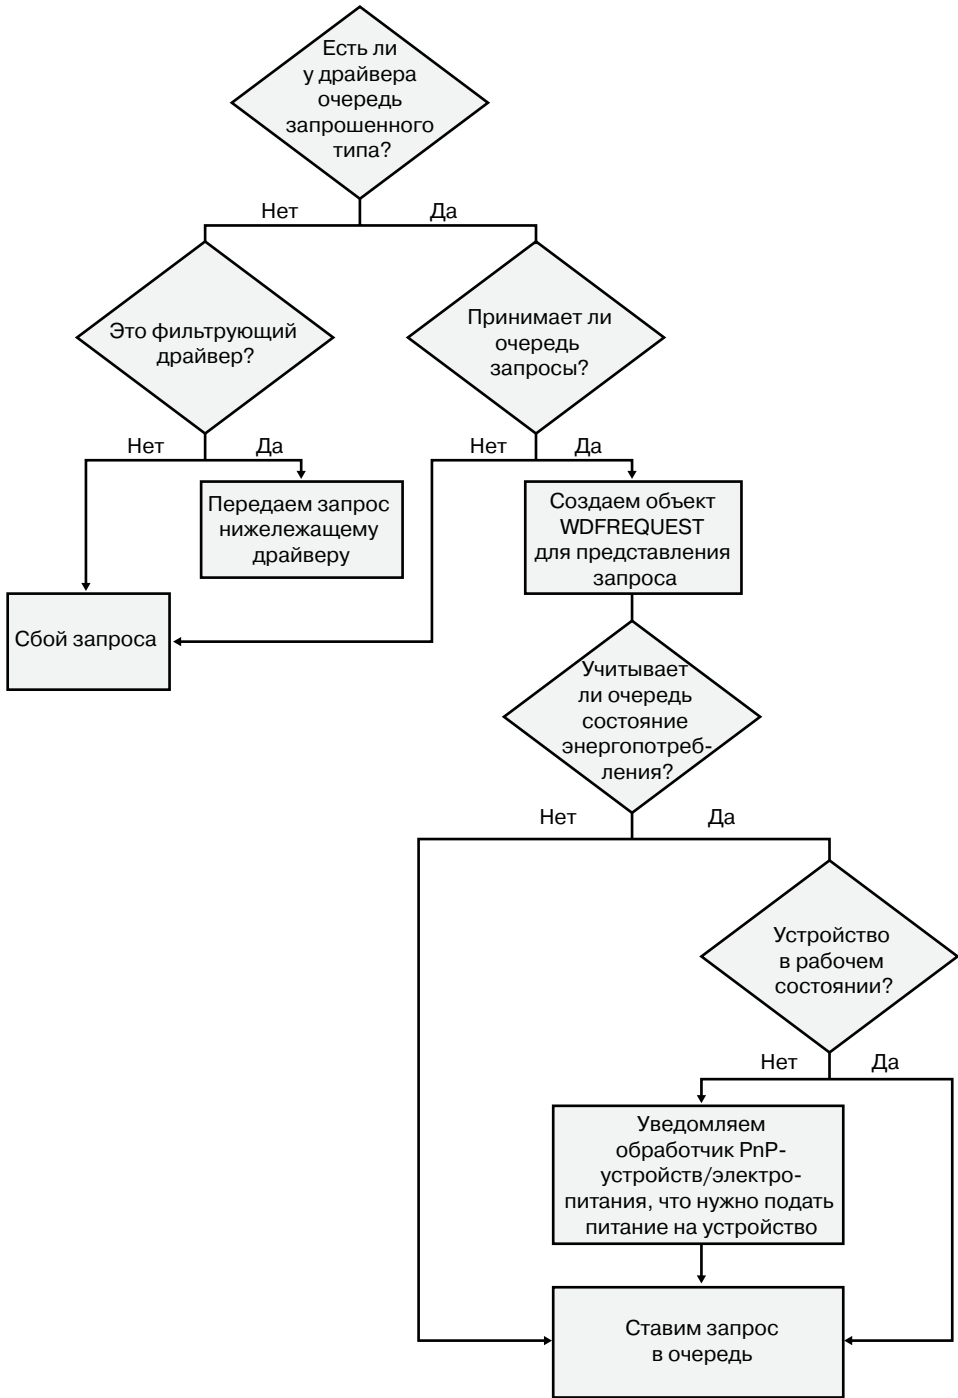 Есть ли
у драйвера
очередь
запрошенного
типа?
Нет
Да
Это фильтрующий
драйвер?
Принимает ли
очередь
запросы?
Нет
Да
Нет
Да
Передаем запрос
нижележащему
драйверу
Создаем объект
WDFREQUEST
для представления
запроса
Сбой запроса
Учитывает
ли очередь
состояние
энергопотреб-
ления?
Нет
Да
Устройство
в рабочем
состоянии?
Нет
Да
Уведомляем
обработчик PnP-
устройств/электро-
питания, что нужно подать
питание на устройство
Ставим запрос
в очередь